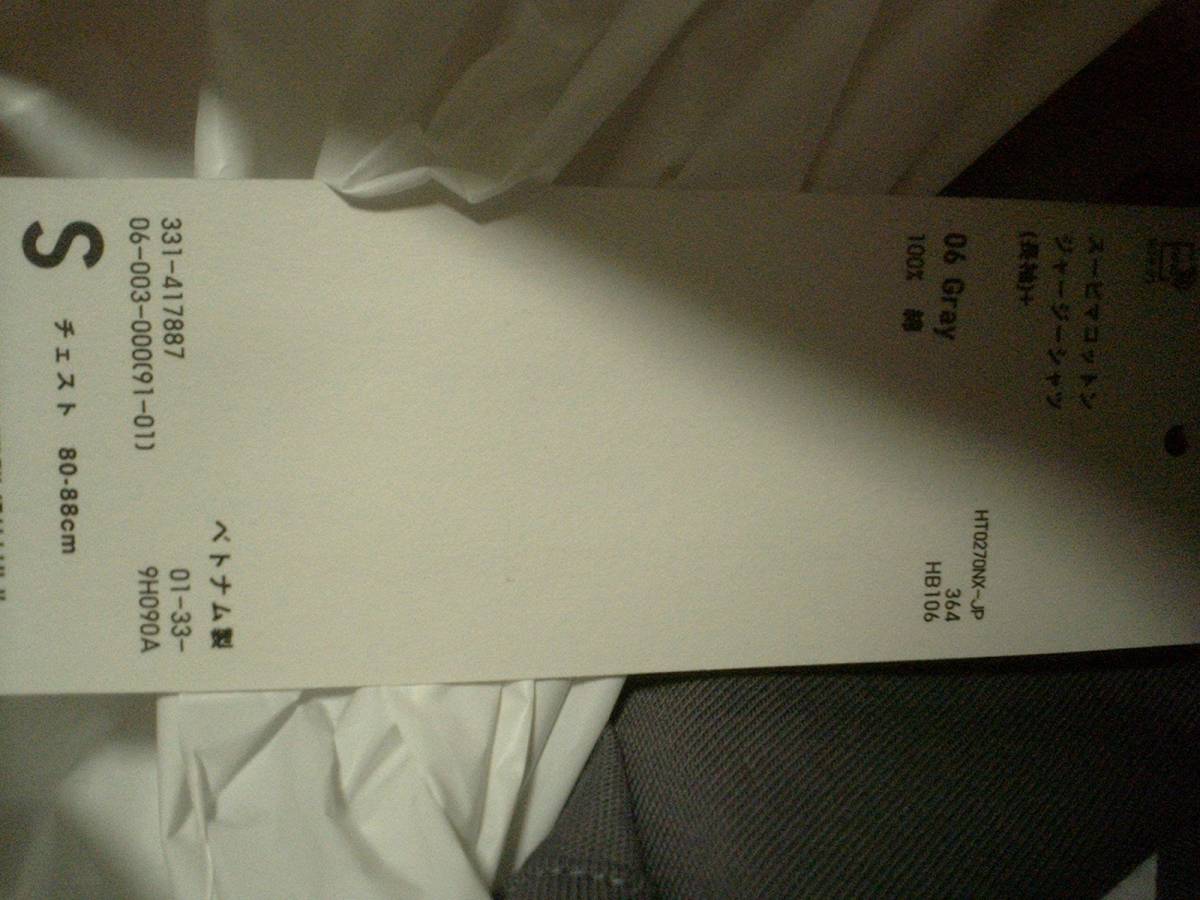 スーピマコットン
ジャージーシャツ
(長袖)+
HT0270NX-JP
06 Gray
364
100% 綿
HB106
ベトナム製
331-417887
01-33-
06-003-000(91-01)
9H090A
S チェスト 80-88cm